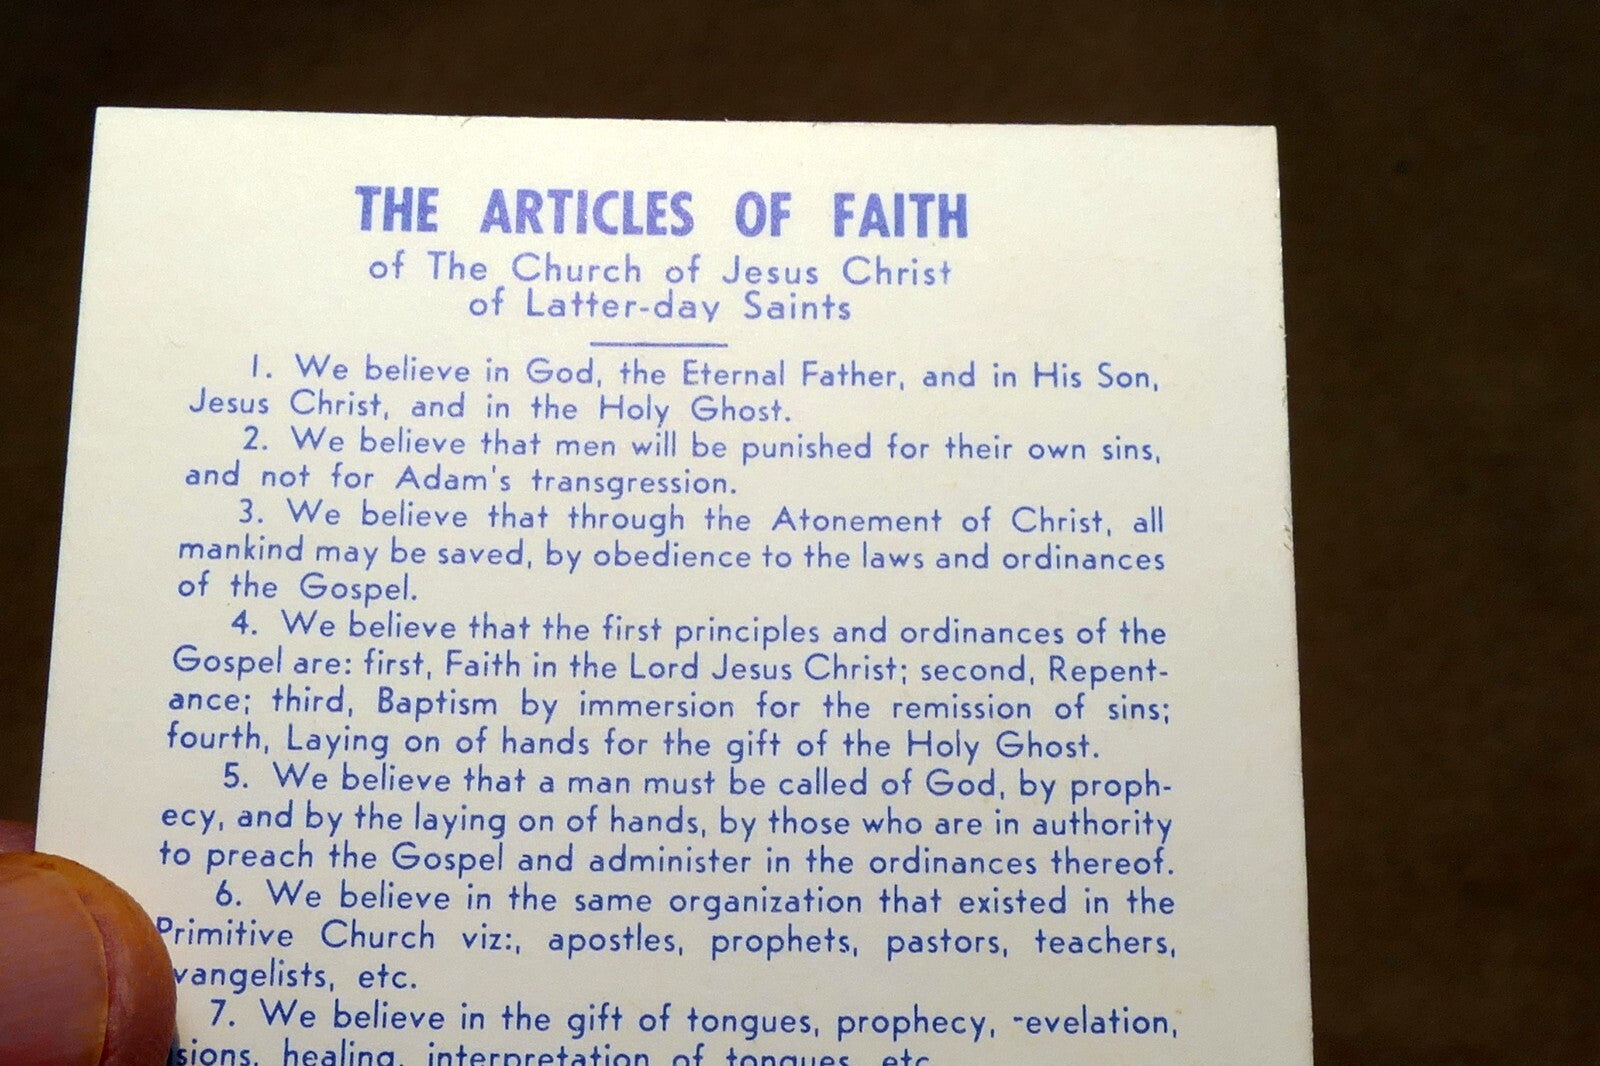 THE ARTICLES OF FAITH
of The Church of Jesus Christ
of Latter-day Saints
1. We believe in God, the Eternal Father, and in His Son,
Jesus Christ, and in the Holy Ghost.
2. We believe that men will be punished for their own sins,
and not for Adam's transgression.
3. We believe that through the Atonement of Christ, all
mankind may be saved, by obedience to the laws and ordinances
of the Gospel.
4. We believe that the first principles and ordinances of the
Gospel are: first, Faith in the Lord Jesus Christ; second, Repent-
ance; third, Baptism by immersion for the remission of sins;
fourth, Laying on of hands for the gift of the Holy Ghost.
5. We believe that a man must be called of God, by proph-
ecy, and by the laying on of hands, by those who are in authority
to preach the Gospel and administer in the ordinances thereof.
6. We believe in the same organization that existed in the
Primitive Church viz:, apostles, prophets, pastors, teachers,
vangelists, etc.
7. We believe in the gift of tongues, prophecy, -evelation,
sions, healing, interpretation of tongues, etc.